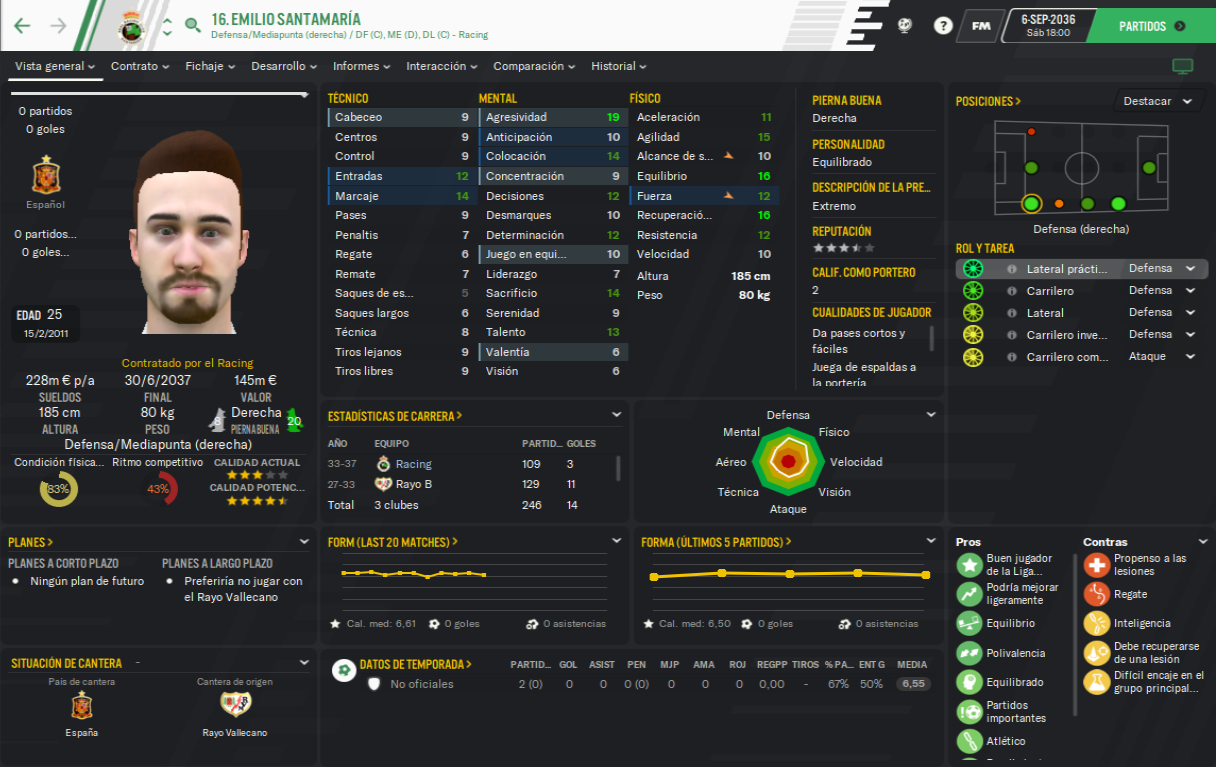 16. EMILIO SANTAMARÍA
Defensa/Mediapunta (derecha) / DF (C), ME (D), DL (C) - Racing
?
FM
6-SEP-2036
Sáb 18:00
PARTIDOS
Vista general
Contrato
Fichaje
Desarrollo
Informes
Interacción
Comparación
Historial
0 partidos
0 goles
Español
0 partidos...
0 goles...
EDAD 25
15/2/2011
Contratado por el Racing
228m € p/a
30/6/2037
145m €
SUELDOS
FINAL
VALOR
185 cm
80 kg
8
Derecha
20
ALTURA
PESO
PIERNA BUENA
Defensa/Mediapunta (derecha)
Condición física...
Ritmo competitivo
CALIDAD ACTUAL
83%
43%
CALIDAD POTENC...
TÉCNICO
Cabeceo 9
Centros 9
Control 9
Entradas 12
Marcaje 14
Pases 9
Penaltis 7
Regate 6
Remate 7
Saques de es... 5
Saques largos 6
Técnica 8
Tiros lejanos 9
Tiros libres 9
MENTAL
Agresividad 19
Anticipación 10
Colocación 14
Concentración 9
Decisiones 12
Desmarques 10
Determinación 12
Juego en equi... 10
Liderazgo 7
Sacrificio 14
Serenidad 9
Talento 13
Valentía 6
Visión 6
FÍSICO
Aceleración 11
Agilidad 15
Alcance de s... 10
Equilibrio 16
Fuerza 12
Recuperació... 16
Resistencia 12
Velocidad 10
Altura 185 cm
Peso 80 kg
PIERNA BUENA
Derecha
PERSONALIDAD
Equilibrado
DESCRIPCIÓN DE LA PRE...
Extremo
REPUTACIÓN
CALIF. COMO PORTERO
2
CUALIDADES DE JUGADOR
Da pases cortos y
fáciles
Juega de espaldas a
la portería
POSICIONES >
Destacar
Defensa (derecha)
ROL Y TAREA
Lateral prácti... Defensa
Carrilero Defensa
Lateral Defensa
Carrilero inve... Defensa
Carrilero com... Ataque
ESTADÍSTICAS DE CARRERA >
AÑO EQUIPO PARTID... GOLES
33-37 Racing 109 3
27-33 Rayo B 129 11
Total 3 clubes 246 14
Defensa
Mental
Físico
Aéreo
Velocidad
Técnica
Visión
Ataque
PLANES >
PLANES A CORTO PLAZO
Ningún plan de futuro
PLANES A LARGO PLAZO
Preferiría no jugar con
el Rayo Vallecano
FORM (LAST 20 MATCHES) >
Cal. med: 6,61 0 goles 0 asistencias
FORMA (ÚLTIMOS 5 PARTIDOS) >
Cal. med: 6,50 0 goles 0 asistencias
Pros
Buen jugador
de la Liga...
Podría mejorar
ligeramente
Equilibrio
Polivalencia
Equilibrado
Partidos
importantes
Atlético
Contras
Propenso a las
lesiones
Regate
Inteligencia
Debe recuperarse
de una lesión
Difícil encaje en el
grupo principal...
SITUACIÓN DE CANTERA -
País de cantera
España
Cantera de origen
Rayo Vallecano
DATOS DE TEMPORADA >
PARTID... GOL ASIST PEN MJP AMA ROJ REGPP TIROS % PA... ENT G MEDIA
No oficiales 2 (0) 0 0 0 (0) 0 0 0 0,00 - 67% 50% 6,55